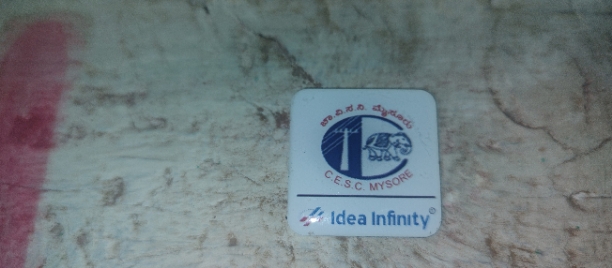 ಚಾ.ವಿ.ಸ.ನಿ. ಮೈಸೂರು
C.E.S.C. MYSORE
Idea Infinity